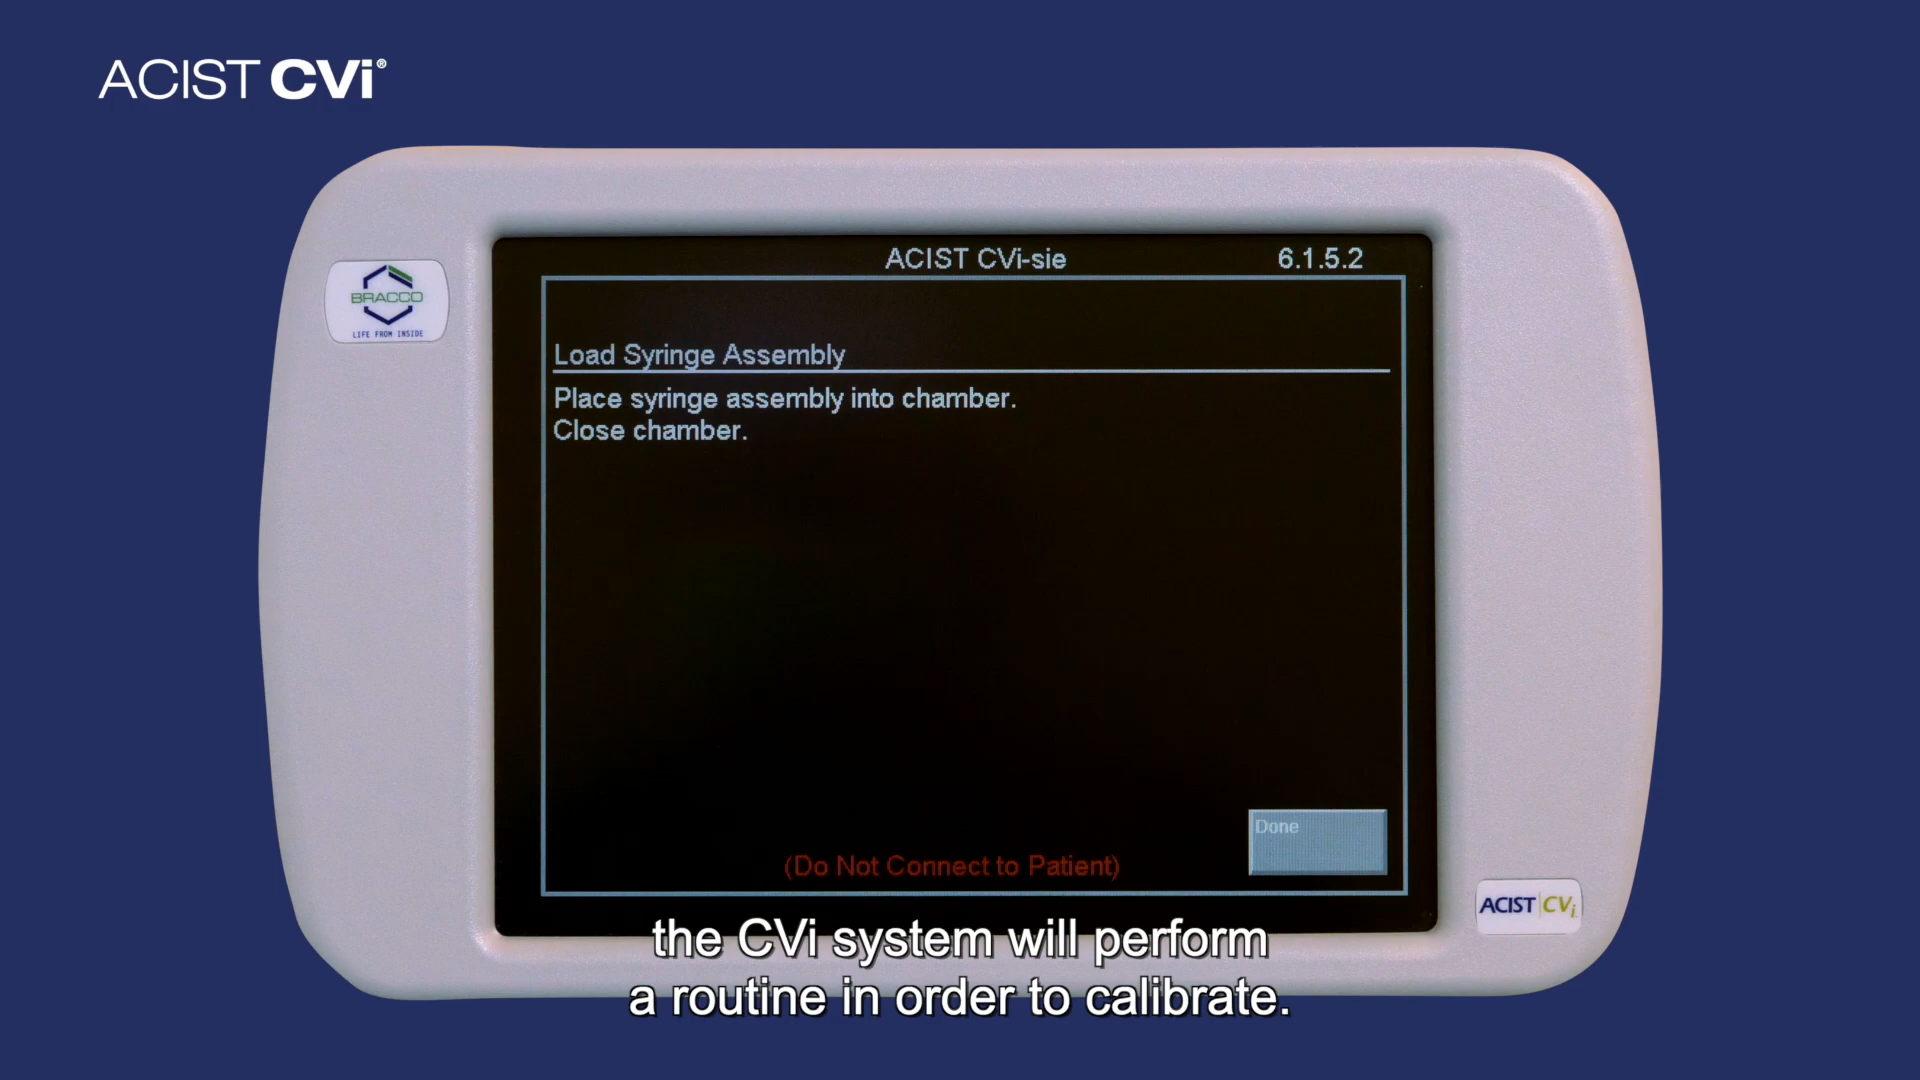 ACIST CVi®
ACIST CVi-sie 6.1.5.2
BRACCO
LIFE FROM INSIDE
Load Syringe Assembly
Place syringe assembly into chamber.
Close chamber.
Done
(Do Not Connect to Patient)
ACIST CVi
the CVi system will perform
a routine in order to calibrate.